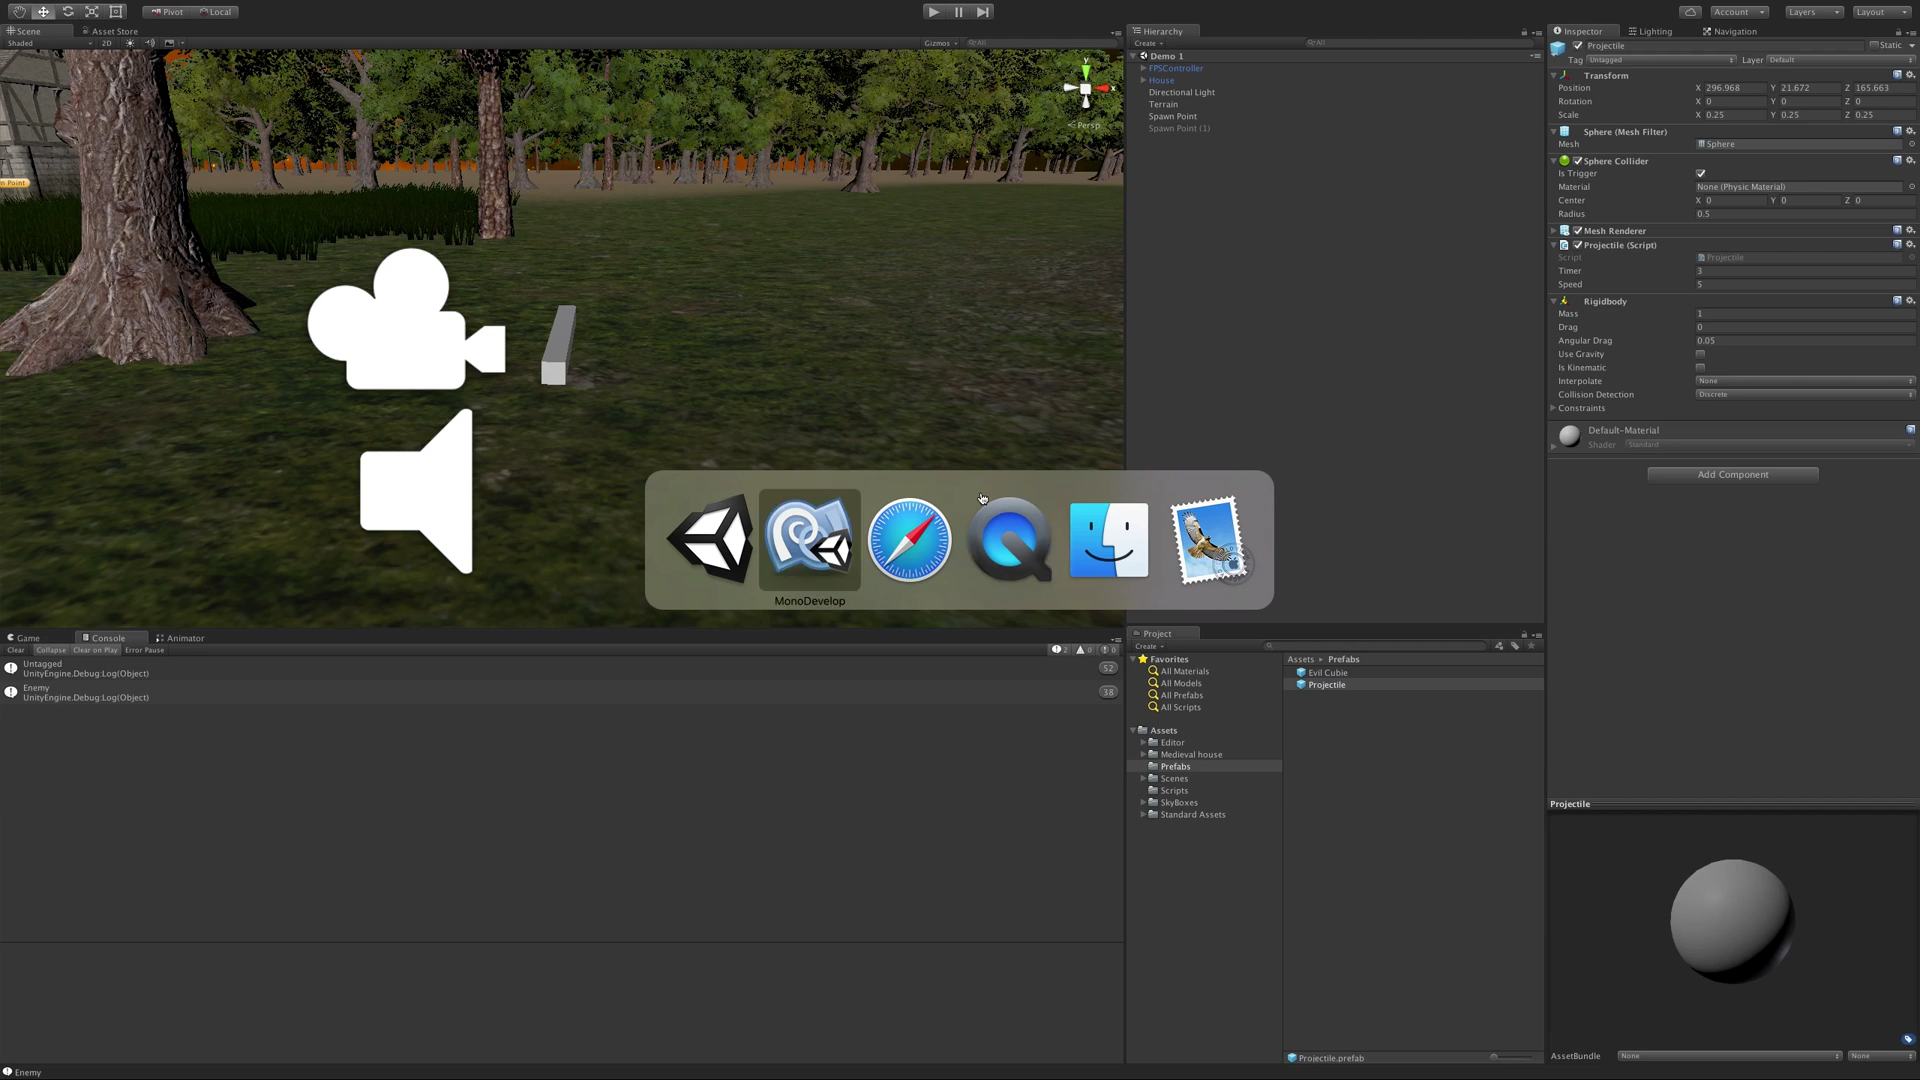 Pivot Local
Account Layers Layout
Scene Asset Store
Shaded 2D Gizmos All
y
x
Persp
n Point
MonoDevelop
Hierarchy
Create All
Demo 1
FPSController
House
Directional Light
Terrain
Spawn Point
Spawn Point (1)
Inspector Lighting Navigation
Projectile Static
Tag Untagged Layer Default
Transform
Position X 296.968 Y 21.672 Z 165.663
Rotation X 0 Y 0 Z 0
Scale X 0.25 Y 0.25 Z 0.25
Sphere (Mesh Filter)
Mesh Sphere
Sphere Collider
Is Trigger
Material None (Physic Material)
Center X 0 Y 0 Z 0
Radius 0.5
Mesh Renderer
Projectile (Script)
Script Projectile
Timer 3
Speed 5
Rigidbody
Mass 1
Drag 0
Angular Drag 0.05
Use Gravity
Is Kinematic
Interpolate None
Collision Detection Discrete
Constraints
Default-Material
Shader Standard
Add Component
Game Console Animator
Clear Collapse Clear on Play Error Pause 2 0 0
Untagged
UnityEngine.Debug:Log(Object) 52
Enemy
UnityEngine.Debug:Log(Object) 38
Project
Create
Favorites
All Materials
All Models
All Prefabs
All Scripts
Assets
Editor
Medieval house
Prefabs
Scenes
Scripts
SkyBoxes
Standard Assets
Assets Prefabs
Evil Cubie
Projectile
Projectile.prefab
Projectile
AssetBundle None None
Enemy